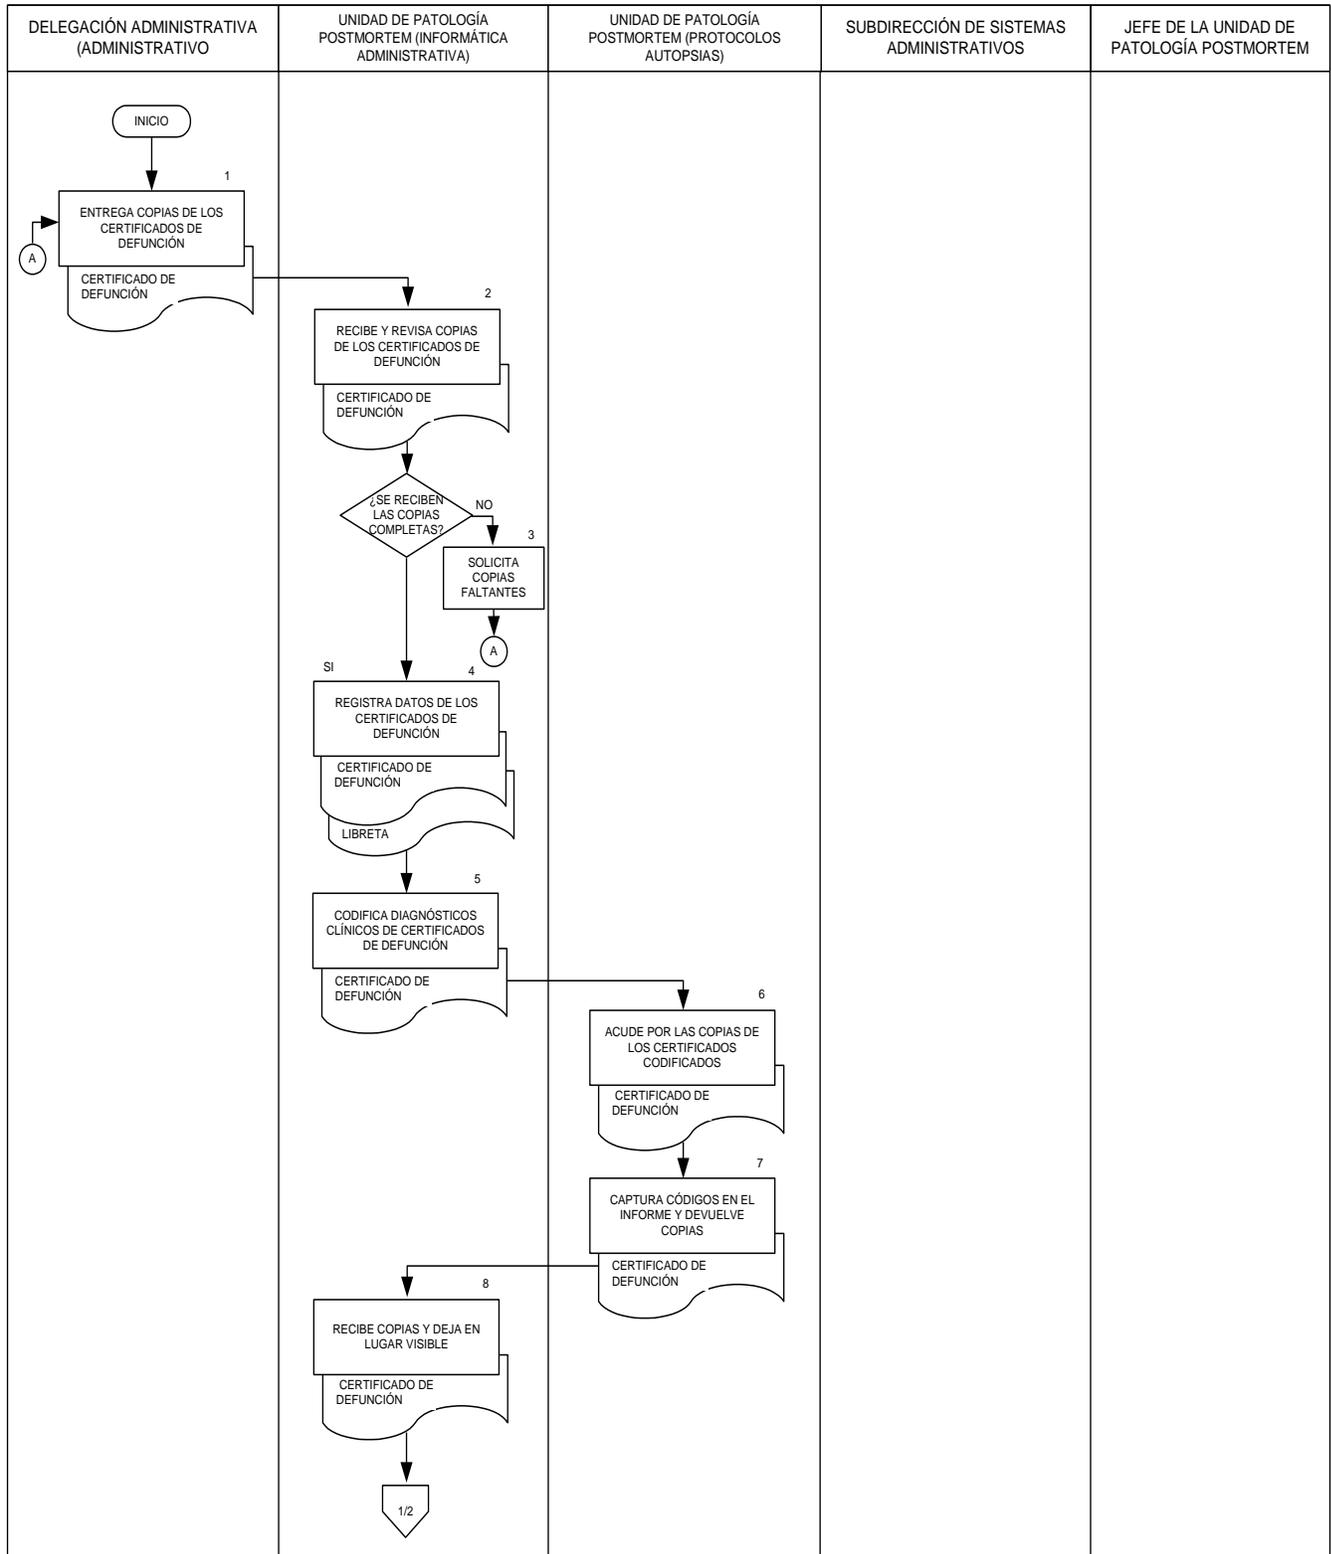 DELEGACIÓN ADMINISTRATIVA
(ADMINISTRATIVO
UNIDAD DE PATOLOGÍA
POSTMORTEM (INFORMÁTICA
ADMINISTRATIVA)
UNIDAD DE PATOLOGÍA
POSTMORTEM (PROTOCOLOS
AUTOPSIAS)
SUBDIRECCIÓN DE SISTEMAS
ADMINISTRATIVOS
JEFE DE LA UNIDAD DE
PATOLOGÍA POSTMORTEM
INICIO
1
ENTREGA COPIAS DE LOS
CERTIFICADOS DE
DEFUNCIÓN
A
CERTIFICADO DE
DEFUNCIÓN
2
RECIBE Y REVISA COPIAS
DE LOS CERTIFICADOS DE
DEFUNCIÓN
CERTIFICADO DE
DEFUNCIÓN
¿SE RECIBEN
LAS COPIAS
COMPLETAS?
NO
3
SOLICITA
COPIAS
FALTANTES
A
SI
4
REGISTRA DATOS DE LOS
CERTIFICADOS DE
DEFUNCIÓN
CERTIFICADO DE
DEFUNCIÓN
LIBRETA
5
CODIFICA DIAGNÓSTICOS
CLÍNICOS DE CERTIFICADOS
DE DEFUNCIÓN
CERTIFICADO DE
DEFUNCIÓN
6
ACUDE POR LAS COPIAS DE
LOS CERTIFICADOS
CODIFICADOS
CERTIFICADO DE
DEFUNCIÓN
7
CAPTURA CÓDIGOS EN EL
INFORME Y DEVUELVE
COPIAS
CERTIFICADO DE
DEFUNCIÓN
8
RECIBE COPIAS Y DEJA EN
LUGAR VISIBLE
CERTIFICADO DE
DEFUNCIÓN
1/2